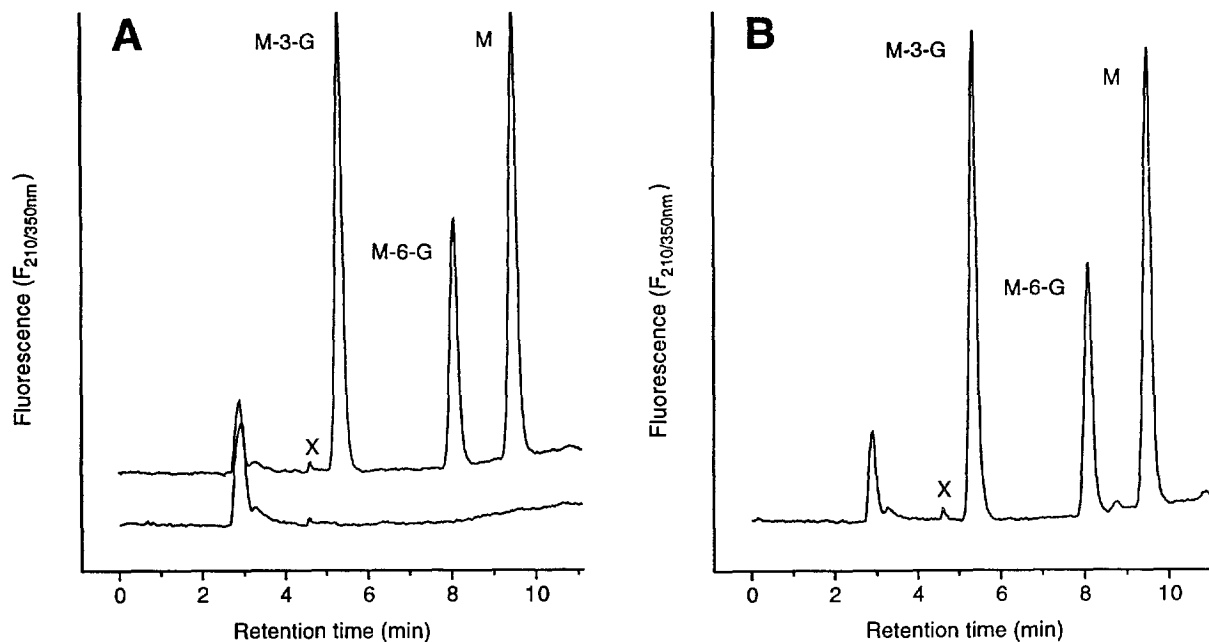 A
M-3-G
M
M-6-G
X
Fluorescence (F210/350nm)
0 2 4 6 8 10
Retention time (min)
B
M-3-G
M
M-6-G
X
Fluorescence (F210/350nm)
0 2 4 6 8 10
Retention time (min)